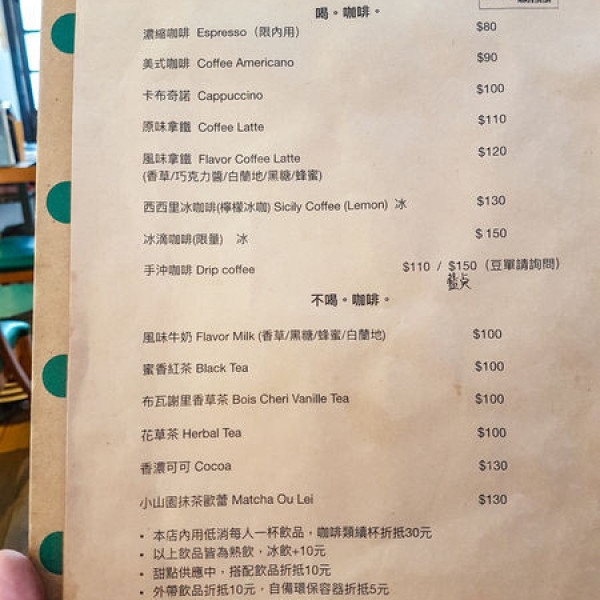 喝。咖啡。
濃縮咖啡 Espresso（限內用） $80
美式咖啡 Coffee Americano $90
卡布奇諾 Cappuccino $100
原味拿鐵 Coffee Latte $110
風味拿鐵 Flavor Coffee Latte $120
(香草/巧克力醬/白蘭地/黑糖/蜂蜜)
西西里冰咖啡(檸檬冰咖) Sicily Coffee (Lemon) 冰 $130
冰滴咖啡(限量) 冰 $150
手沖咖啡 Drip coffee $110 / $150（豆單請詢問）
不喝。咖啡。
風味牛奶 Flavor Milk (香草/黑糖/蜂蜜/白蘭地) $100
蜜香紅茶 Black Tea $100
布瓦謝里香草茶 Bois Cheri Vanille Tea $100
花草茶 Herbal Tea $100
香濃可可 Cocoa $130
小山園抹茶歐蕾 Matcha Ou Lei $130
• 本店內用低消每人一杯飲品，咖啡類續杯折抵30元
• 以上飲品皆為熱飲，冰飲+10元
• 甜點供應中，搭配飲品折抵10元
• 外帶飲品折抵10元，自備環保容器折抵5元